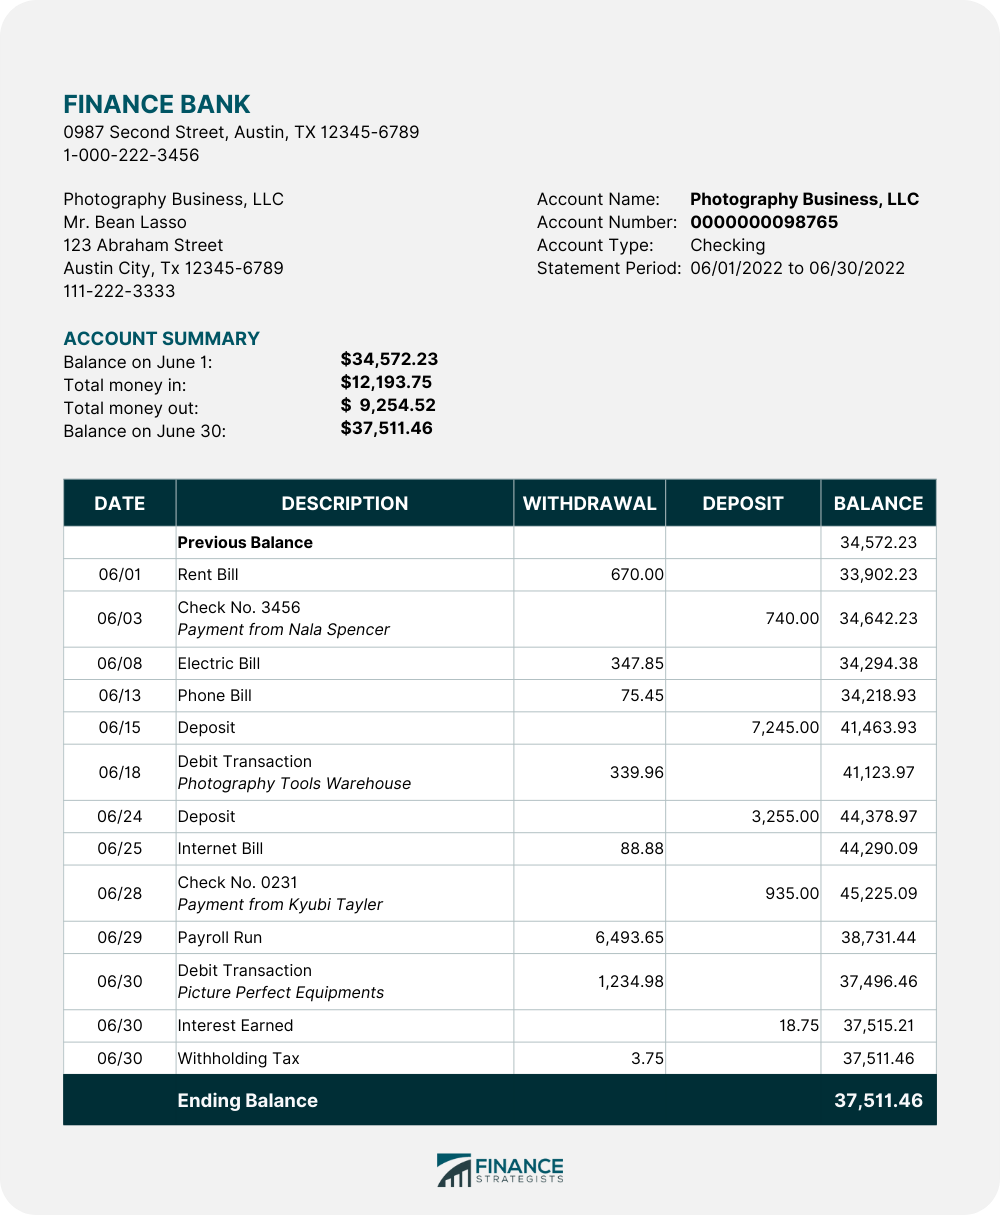 FINANCE BANK
0987 Second Street, Austin, TX 12345-6789
1-000-222-3456
Photography Business, LLC
Mr. Bean Lasso
123 Abraham Street
Austin City, Tx 12345-6789
111-222-3333
Account Name: Photography Business, LLC
Account Number: 0000000098765
Account Type: Checking
Statement Period: 06/01/2022 to 06/30/2022
ACCOUNT SUMMARY
Balance on June 1: $34,572.23
Total money in: $12,193.75
Total money out: $ 9,254.52
Balance on June 30: $37,511.46
DATE DESCRIPTION WITHDRAWAL DEPOSIT BALANCE
Previous Balance 34,572.23
06/01 Rent Bill 670.00 33,902.23
06/03 Check No. 3456 740.00 34,642.23
Payment from Nala Spencer
06/08 Electric Bill 347.85 34,294.38
06/13 Phone Bill 75.45 34,218.93
06/15 Deposit 7,245.00 41,463.93
06/18 Debit Transaction 339.96 41,123.97
Photography Tools Warehouse
06/24 Deposit 3,255.00 44,378.97
06/25 Internet Bill 88.88 44,290.09
06/28 Check No. 0231 935.00 45,225.09
Payment from Kyubi Tayler
06/29 Payroll Run 6,493.65 38,731.44
06/30 Debit Transaction 1,234.98 37,496.46
Picture Perfect Equipments
06/30 Interest Earned 18.75 37,515.21
06/30 Withholding Tax 3.75 37,511.46
Ending Balance 37,511.46
FINANCE
STRATEGISTS